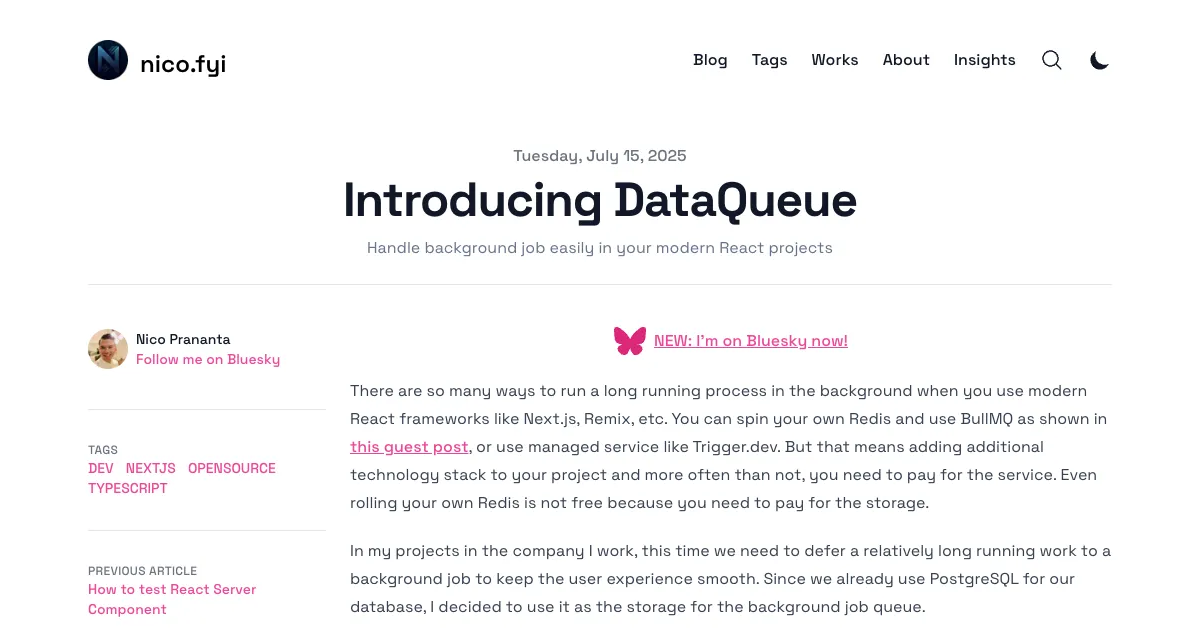 nico.fyi
Blog Tags Works About Insights
Tuesday, July 15, 2025
Introducing DataQueue
Handle background job easily in your modern React projects
Nico Prananta
Follow me on Bluesky
TAGS
DEV NEXTJS OPENSOURCE
TYPESCRIPT
PREVIOUS ARTICLE
How to test React Server
Component
NEW: I'm on Bluesky now!
There are so many ways to run a long running process in the background when you use modern
React frameworks like Next.js, Remix, etc. You can spin your own Redis and use BullMQ as shown in
this guest post, or use managed service like Trigger.dev. But that means adding additional
technology stack to your project and more often than not, you need to pay for the service. Even
rolling your own Redis is not free because you need to pay for the storage.
In my projects in the company I work, this time we need to defer a relatively long running work to a
background job to keep the user experience smooth. Since we already use PostgreSQL for our
database, I decided to use it as the storage for the background job queue.